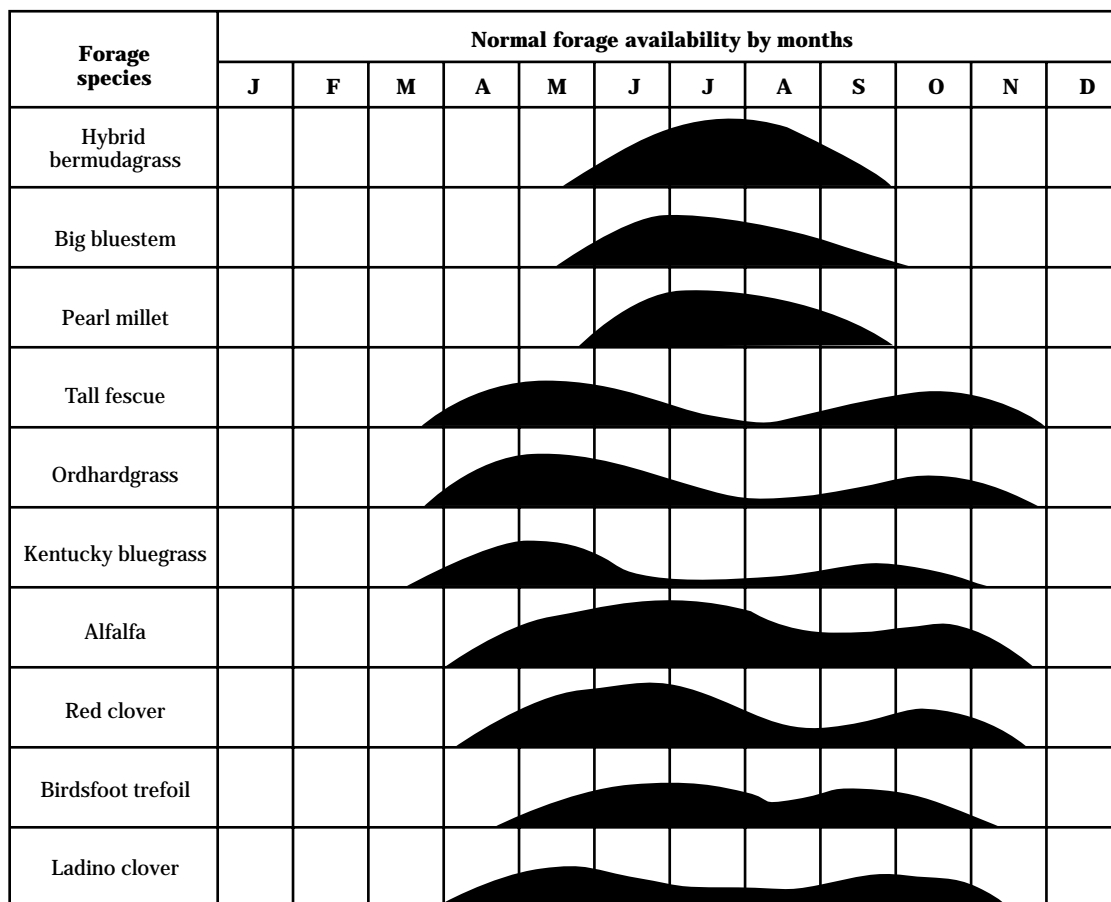 Forage
species
Normal forage availability by months
J F M A M J J A S O N D
Hybrid
bermudagrass
Big bluestem
Pearl millet
Tall fescue
Ordhardgrass
Kentucky bluegrass
Alfalfa
Red clover
Birdsfoot trefoil
Ladino clover